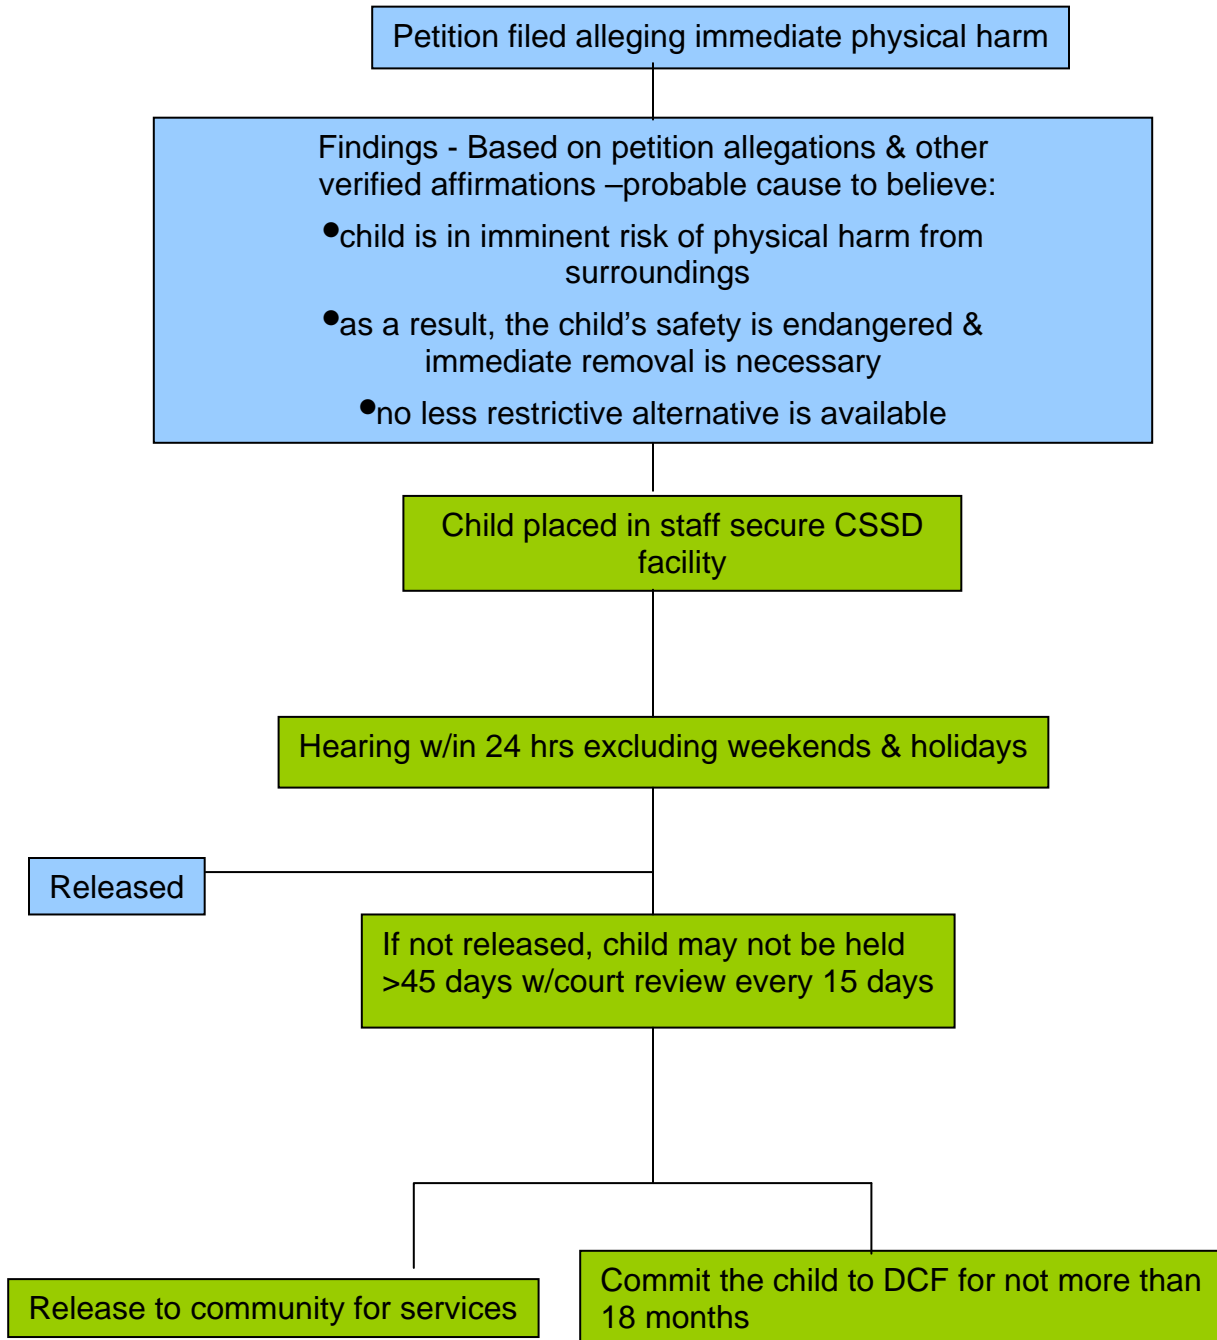 Petition filed alleging immediate physical harm
Findings - Based on petition allegations & other
verified affirmations –probable cause to believe:
•child is in imminent risk of physical harm from
surroundings
•as a result, the child’s safety is endangered &
immediate removal is necessary
•no less restrictive alternative is available
Child placed in staff secure CSSD
facility
Hearing w/in 24 hrs excluding weekends & holidays
Released
If not released, child may not be held
>45 days w/court review every 15 days
Release to community for services
Commit the child to DCF for not more than
18 months